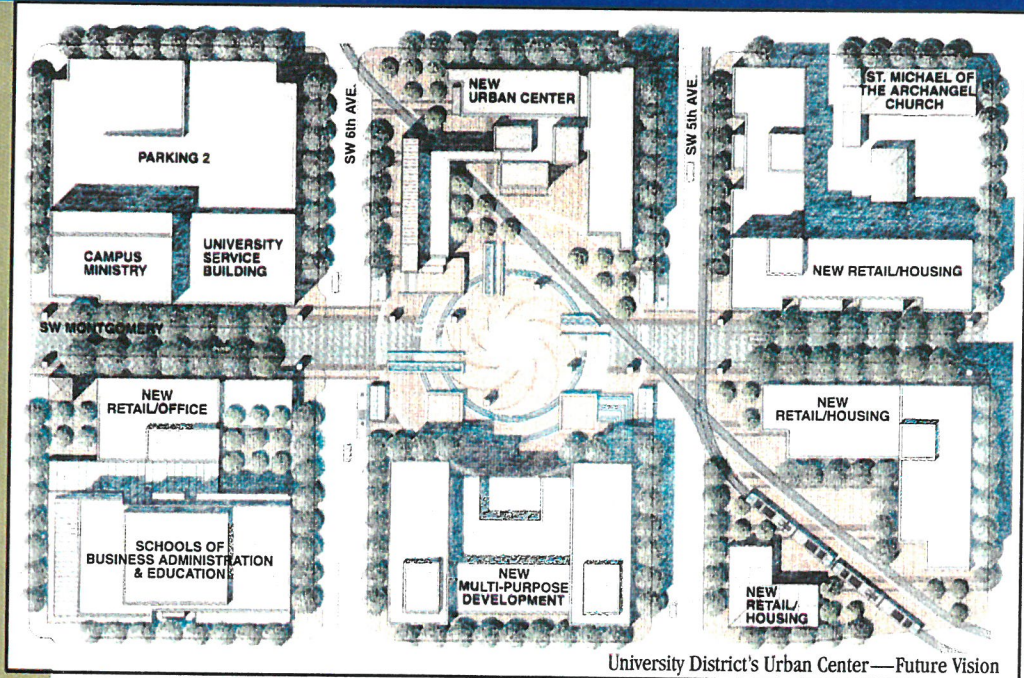 PARKING 2
CAMPUS
MINISTRY
UNIVERSITY
SERVICE
BUILDING
SW 6th AVE.
NEW
URBAN CENTER
SW 5th AVE.
ST. MICHAEL OF
THE ARCHANGEL
CHURCH
NEW RETAIL/HOUSING
SW MONTGOMERY
NEW
RETAIL/OFFICE
SCHOOLS OF
BUSINESS ADMINISTRATION
& EDUCATION
NEW
MULTI-PURPOSE
DEVELOPMENT
NEW
RETAIL/HOUSING
NEW
RETAIL/
HOUSING
University District's Urban Center—Future Vision